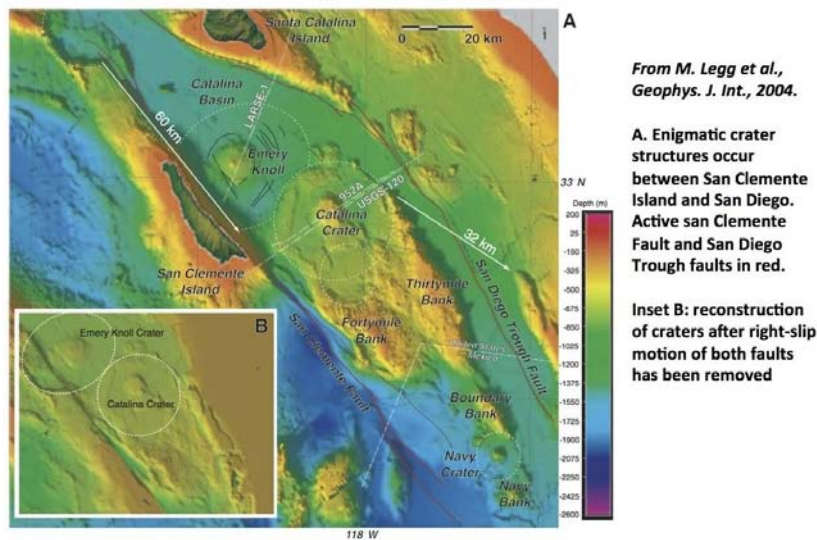 A
Santa Catalina
Island
0 20 km
Catalina
Basin
LARSE-1
60 km
Emery
Knoll
952A
USGS-120
33 N
Catalina
Crater
32 km
San Clemente
Island
Thirtymile
Bank
San Diego Trough Fault
Fortymile
Bank
San Clemente Fault
United States
Mexico
Boundary
Bank
Navy
Crater
Navy
Bank
118 W
Depth (m)
200
25
-150
-325
-500
-675
-850
-1025
-1200
-1375
-1550
-1725
-1900
-2075
-2250
-2425
-2600
B
Emery Knoll Crater
Catalina Crater
From M. Legg et al.,
Geophys. J. Int., 2004.
A. Enigmatic crater
structures occur
between San Clemente
Island and San Diego.
Active san Clemente
Fault and San Diego
Trough faults in red.
Inset B: reconstruction
of craters after right-slip
motion of both faults
has been removed